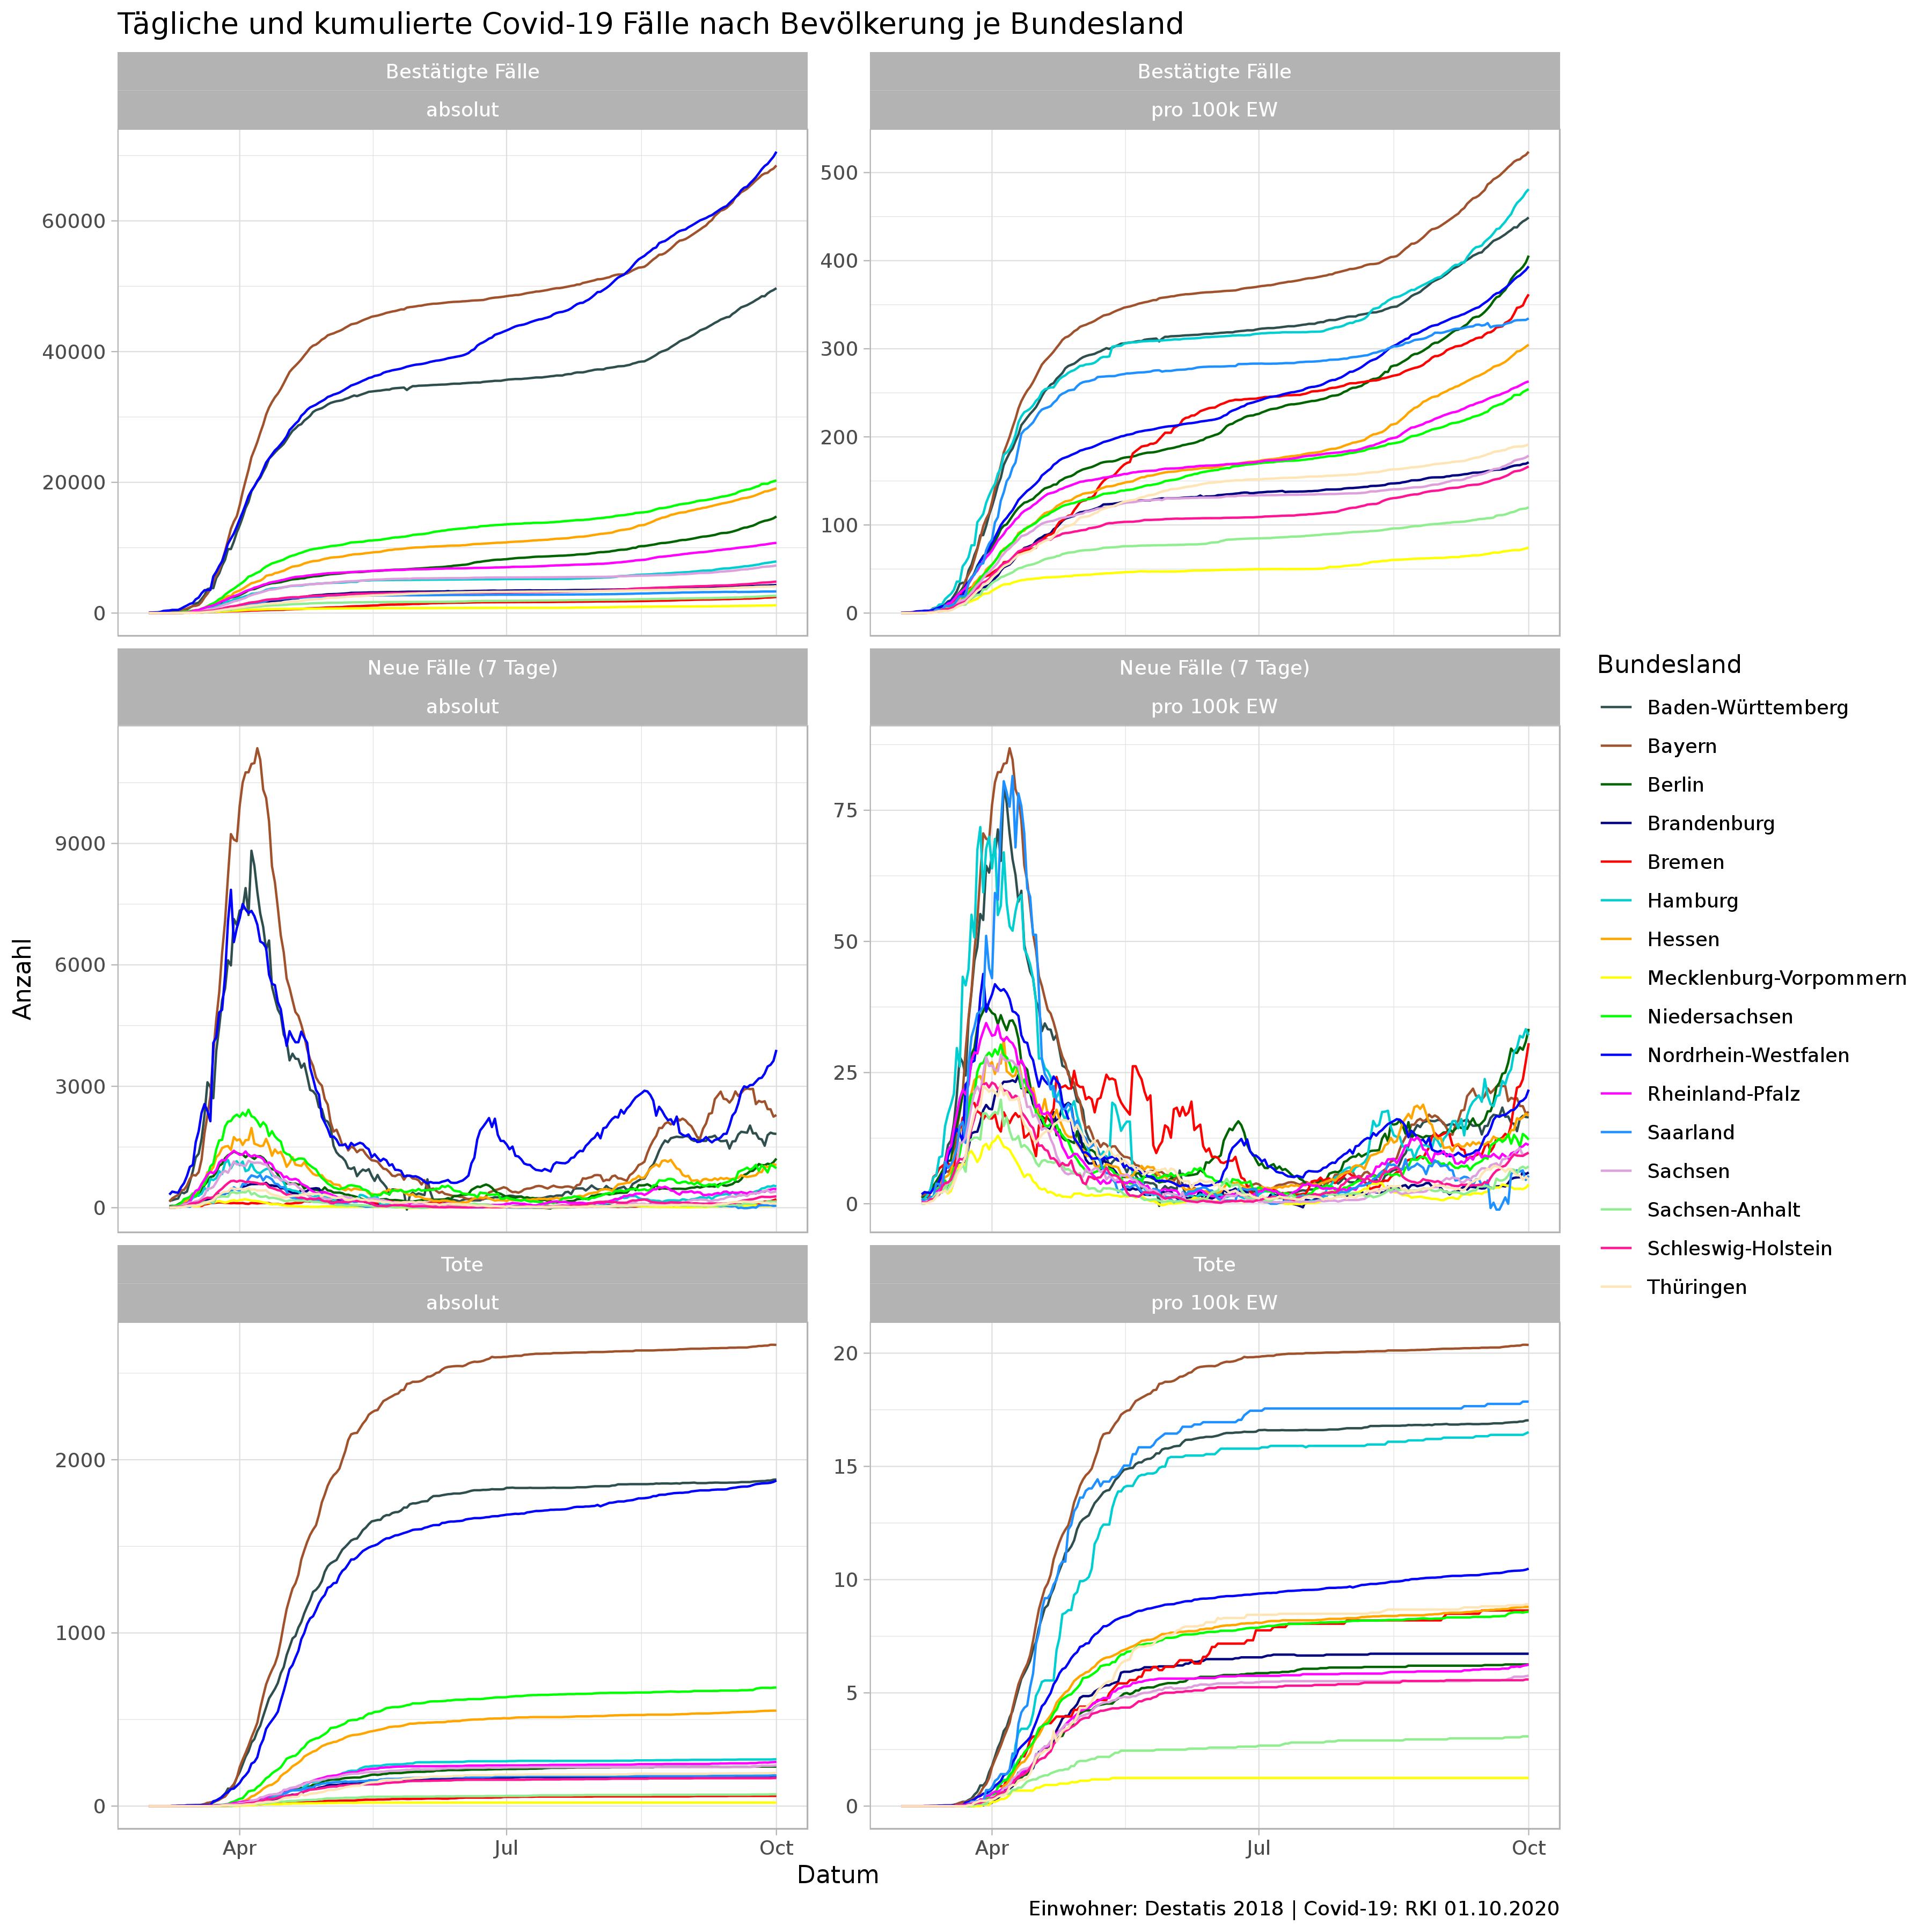 Tägliche und kumulierte Covid-19 Fälle nach Bevölkerung je Bundesland
Bestätigte Fälle
absolut
Bestätigte Fälle
pro 100k EW
60000
40000
20000
0
500
400
300
200
100
0
Neue Fälle (7 Tage)
absolut
Neue Fälle (7 Tage)
pro 100k EW
9000
6000
3000
0
75
50
25
0
Tote
absolut
Tote
pro 100k EW
2000
1000
0
20
15
10
5
0
Apr
Jul
Oct
Apr
Jul
Oct
Anzahl
Datum
Bundesland
Baden-Württemberg
Bayern
Berlin
Brandenburg
Bremen
Hamburg
Hessen
Mecklenburg-Vorpommern
Niedersachsen
Nordrhein-Westfalen
Rheinland-Pfalz
Saarland
Sachsen
Sachsen-Anhalt
Schleswig-Holstein
Thüringen
Einwohner: Destatis 2018 | Covid-19: RKI 01.10.2020